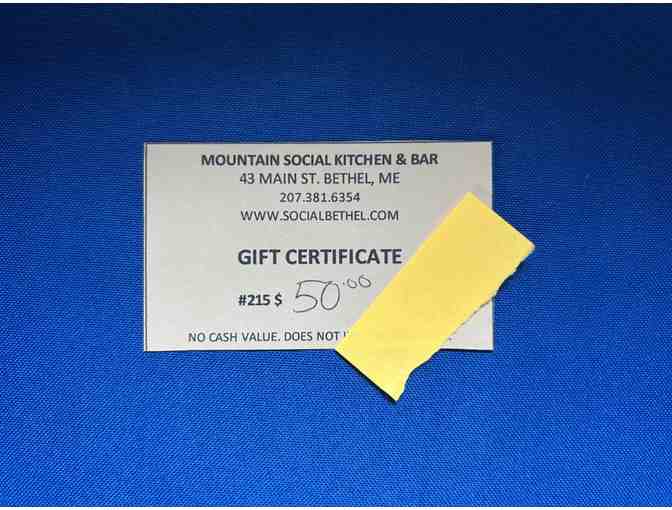 MOUNTAIN SOCIAL KITCHEN & BAR
43 MAIN ST. BETHEL, ME
207.381.6354
WWW.SOCIALBETHEL.COM
GIFT CERTIFICATE
#215 $ 50.00
NO CASH VALUE. DOES NOT